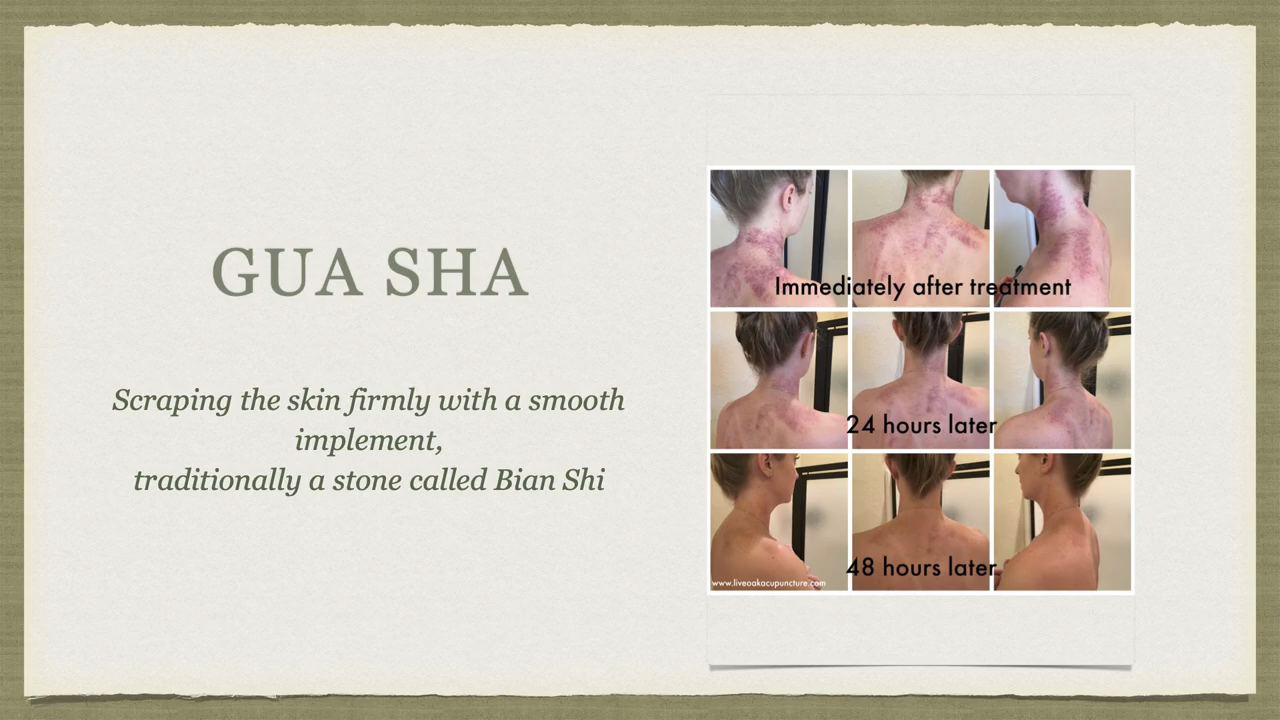 GUA SHA
Scraping the skin firmly with a smooth
implement,
traditionally a stone called Bian Shi
Immediately after treatment
24 hours later
48 hours later
www.liveoakacupuncture.com